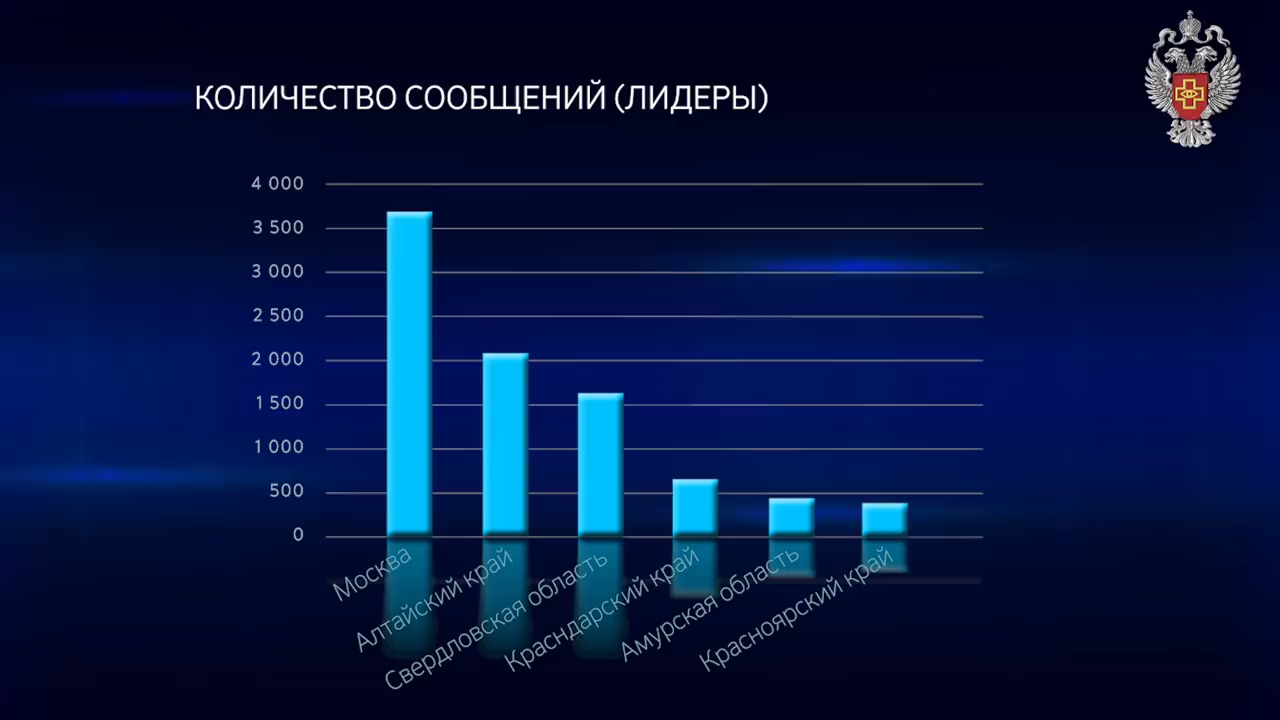 КОЛИЧЕСТВО СООБЩЕНИЙ (ЛИДЕРЫ)
4 000
3 500
3 000
2 500
2 000
1 500
1 000
500
0
Москва
Алтайский край
Свердловская область
Красндарский край
Амурская область
Красноярский край